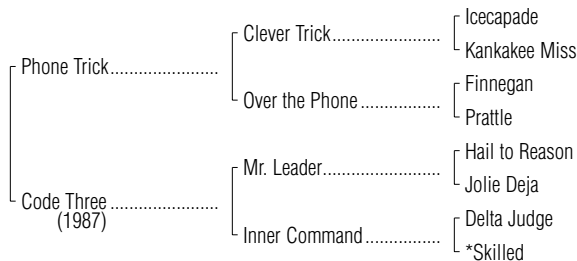 Icecapade
Clever Trick
Kankakee Miss
Phone Trick
Finnegan
Over the Phone
Prattle
Hail to Reason
Mr. Leader
Jolie Deja
Code Three
(1987)
Delta Judge
Inner Command
*Skilled